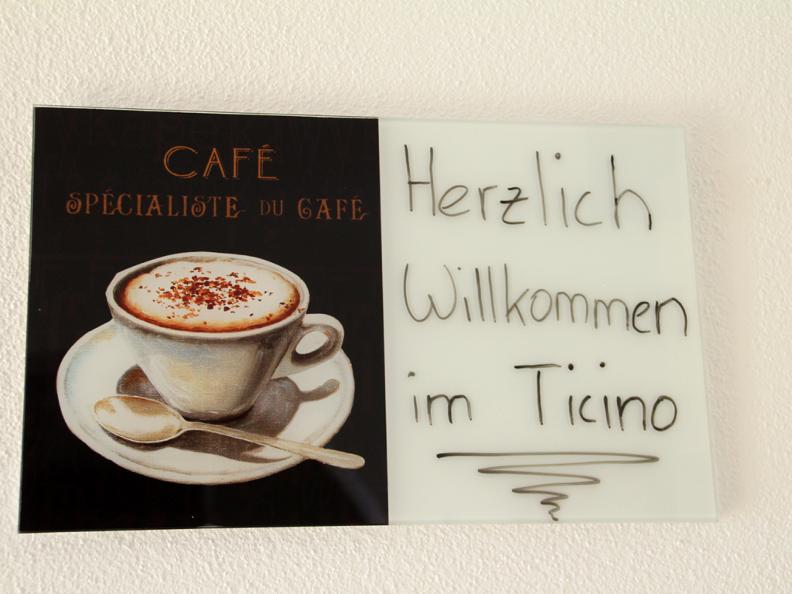 CAFÉ
SPÉCIALISTE DU CAFÉ
Herzlich
Willkommen
im Ticino